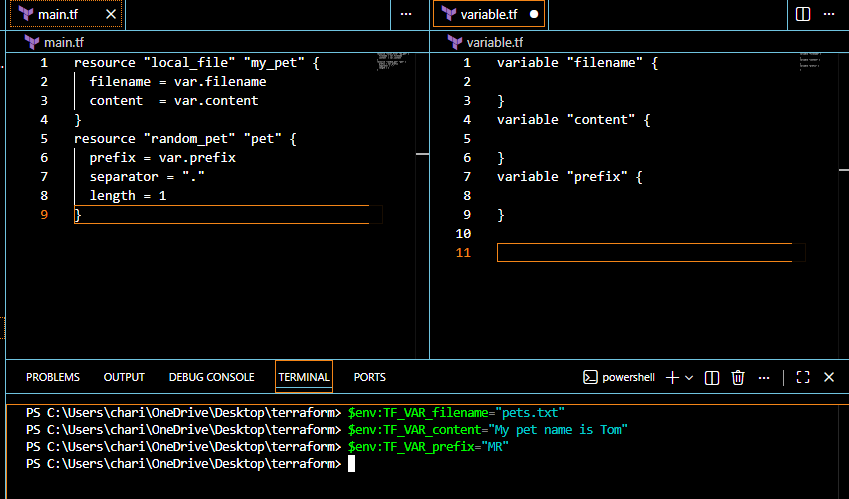 main.tf
variable.tf
main.tf
1 resource "local_file" "my_pet" {
2 filename = var.filename
3 content  = var.content
4 }
5 resource "random_pet" "pet" {
6 prefix = var.prefix
7 separator = "."
8 length = 1
9 }
variable.tf
1 variable "filename" {
2
3 }
4 variable "content" {
5
6 }
7 variable "prefix" {
8
9 }
10
11
PROBLEMS OUTPUT DEBUG CONSOLE TERMINAL PORTS powershell
PS C:\Users\chari\OneDrive\Desktop\terraform> $env:TF_VAR_filename="pets.txt"
PS C:\Users\chari\OneDrive\Desktop\terraform> $env:TF_VAR_content="My pet name is Tom"
PS C:\Users\chari\OneDrive\Desktop\terraform> $env:TF_VAR_prefix="MR"
PS C:\Users\chari\OneDrive\Desktop\terraform>